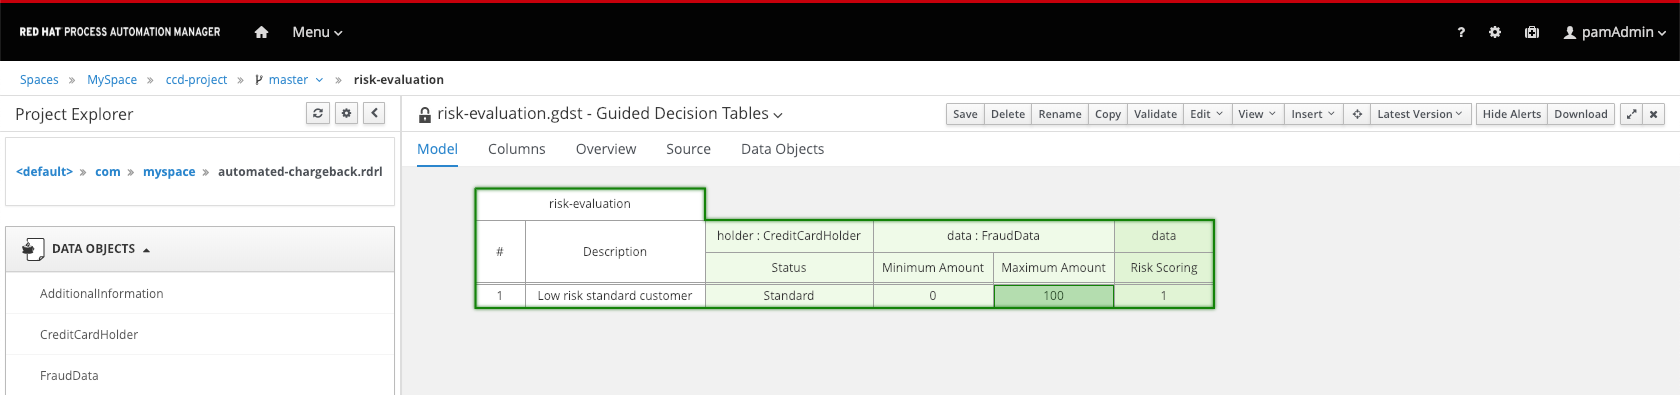 RED HAT PROCESS AUTOMATION MANAGER Menu ? pamAdmin
Spaces » MySpace » ccd-project » master » risk-evaluation
Project Explorer
<default> » com » myspace » automated-chargeback.rdrl
DATA OBJECTS
AdditionalInformation
CreditCardHolder
FraudData
risk-evaluation.gdst - Guided Decision Tables
Save Delete Rename Copy Validate Edit View Insert Latest Version Hide Alerts Download
Model Columns Overview Source Data Objects
risk-evaluation
# Description holder : CreditCardHolder data : FraudData data
Status Minimum Amount Maximum Amount Risk Scoring
1 Low risk standard customer Standard 0 100 1